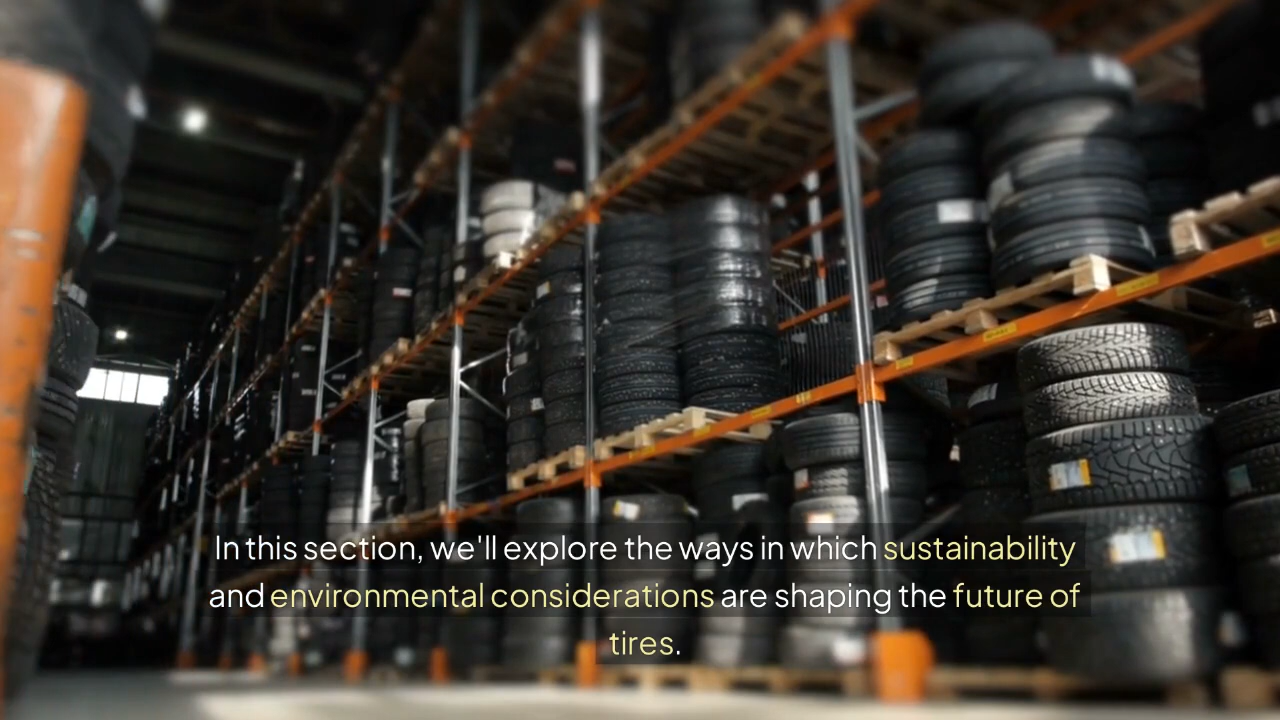 In this section, we'll explore the ways in which sustainability
and environmental considerations are shaping the future of
tires.